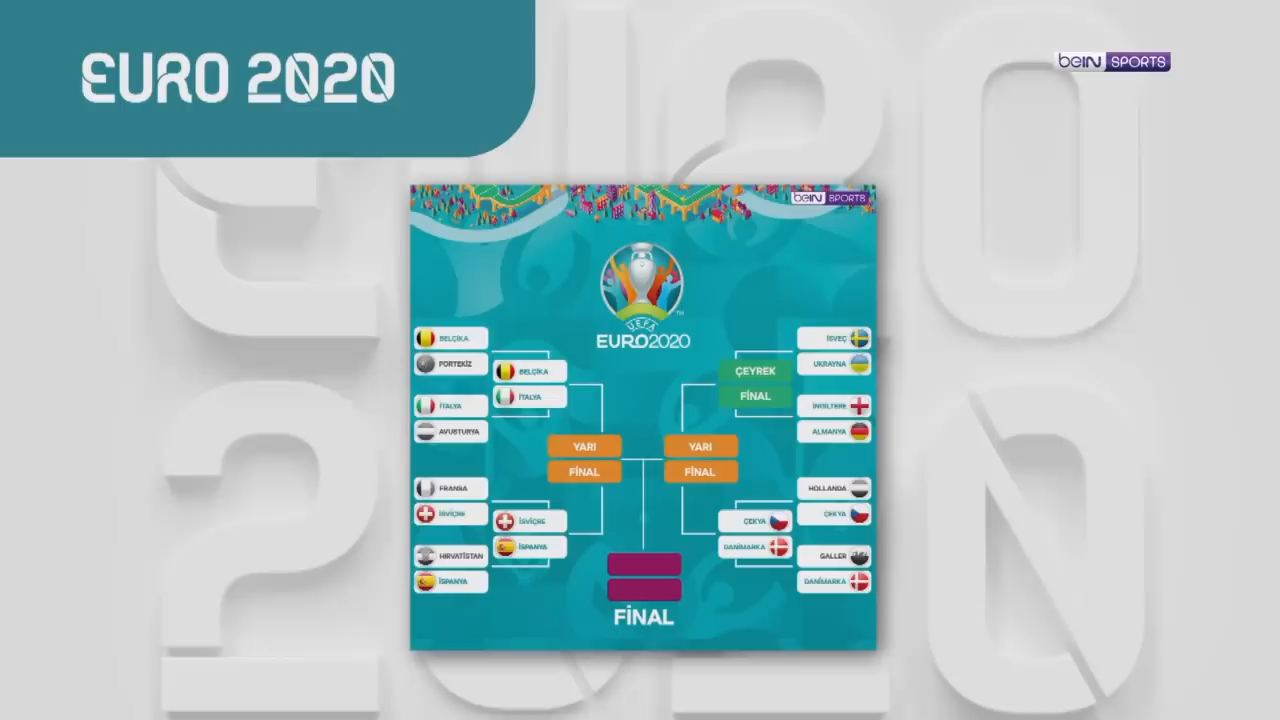 EURO 2020
beIN SPORTS
beIN SPORTS
UEFA
EURO2020
BELÇİKA
PORTEKİZ
İTALYA
AVUSTURYA
FRANSA
İSVİÇRE
HIRVATİSTAN
İSPANYA
BELÇİKA
İTALYA
İSVİÇRE
İSPANYA
YARI
FİNAL
YARI
FİNAL
FİNAL
ÇEYREK
FİNAL
ÇEKYA
DANİMARKA
İSVEÇ
UKRAYNA
İNGİLTERE
ALMANYA
HOLLANDA
ÇEKYA
GALLER
DANİMARKA